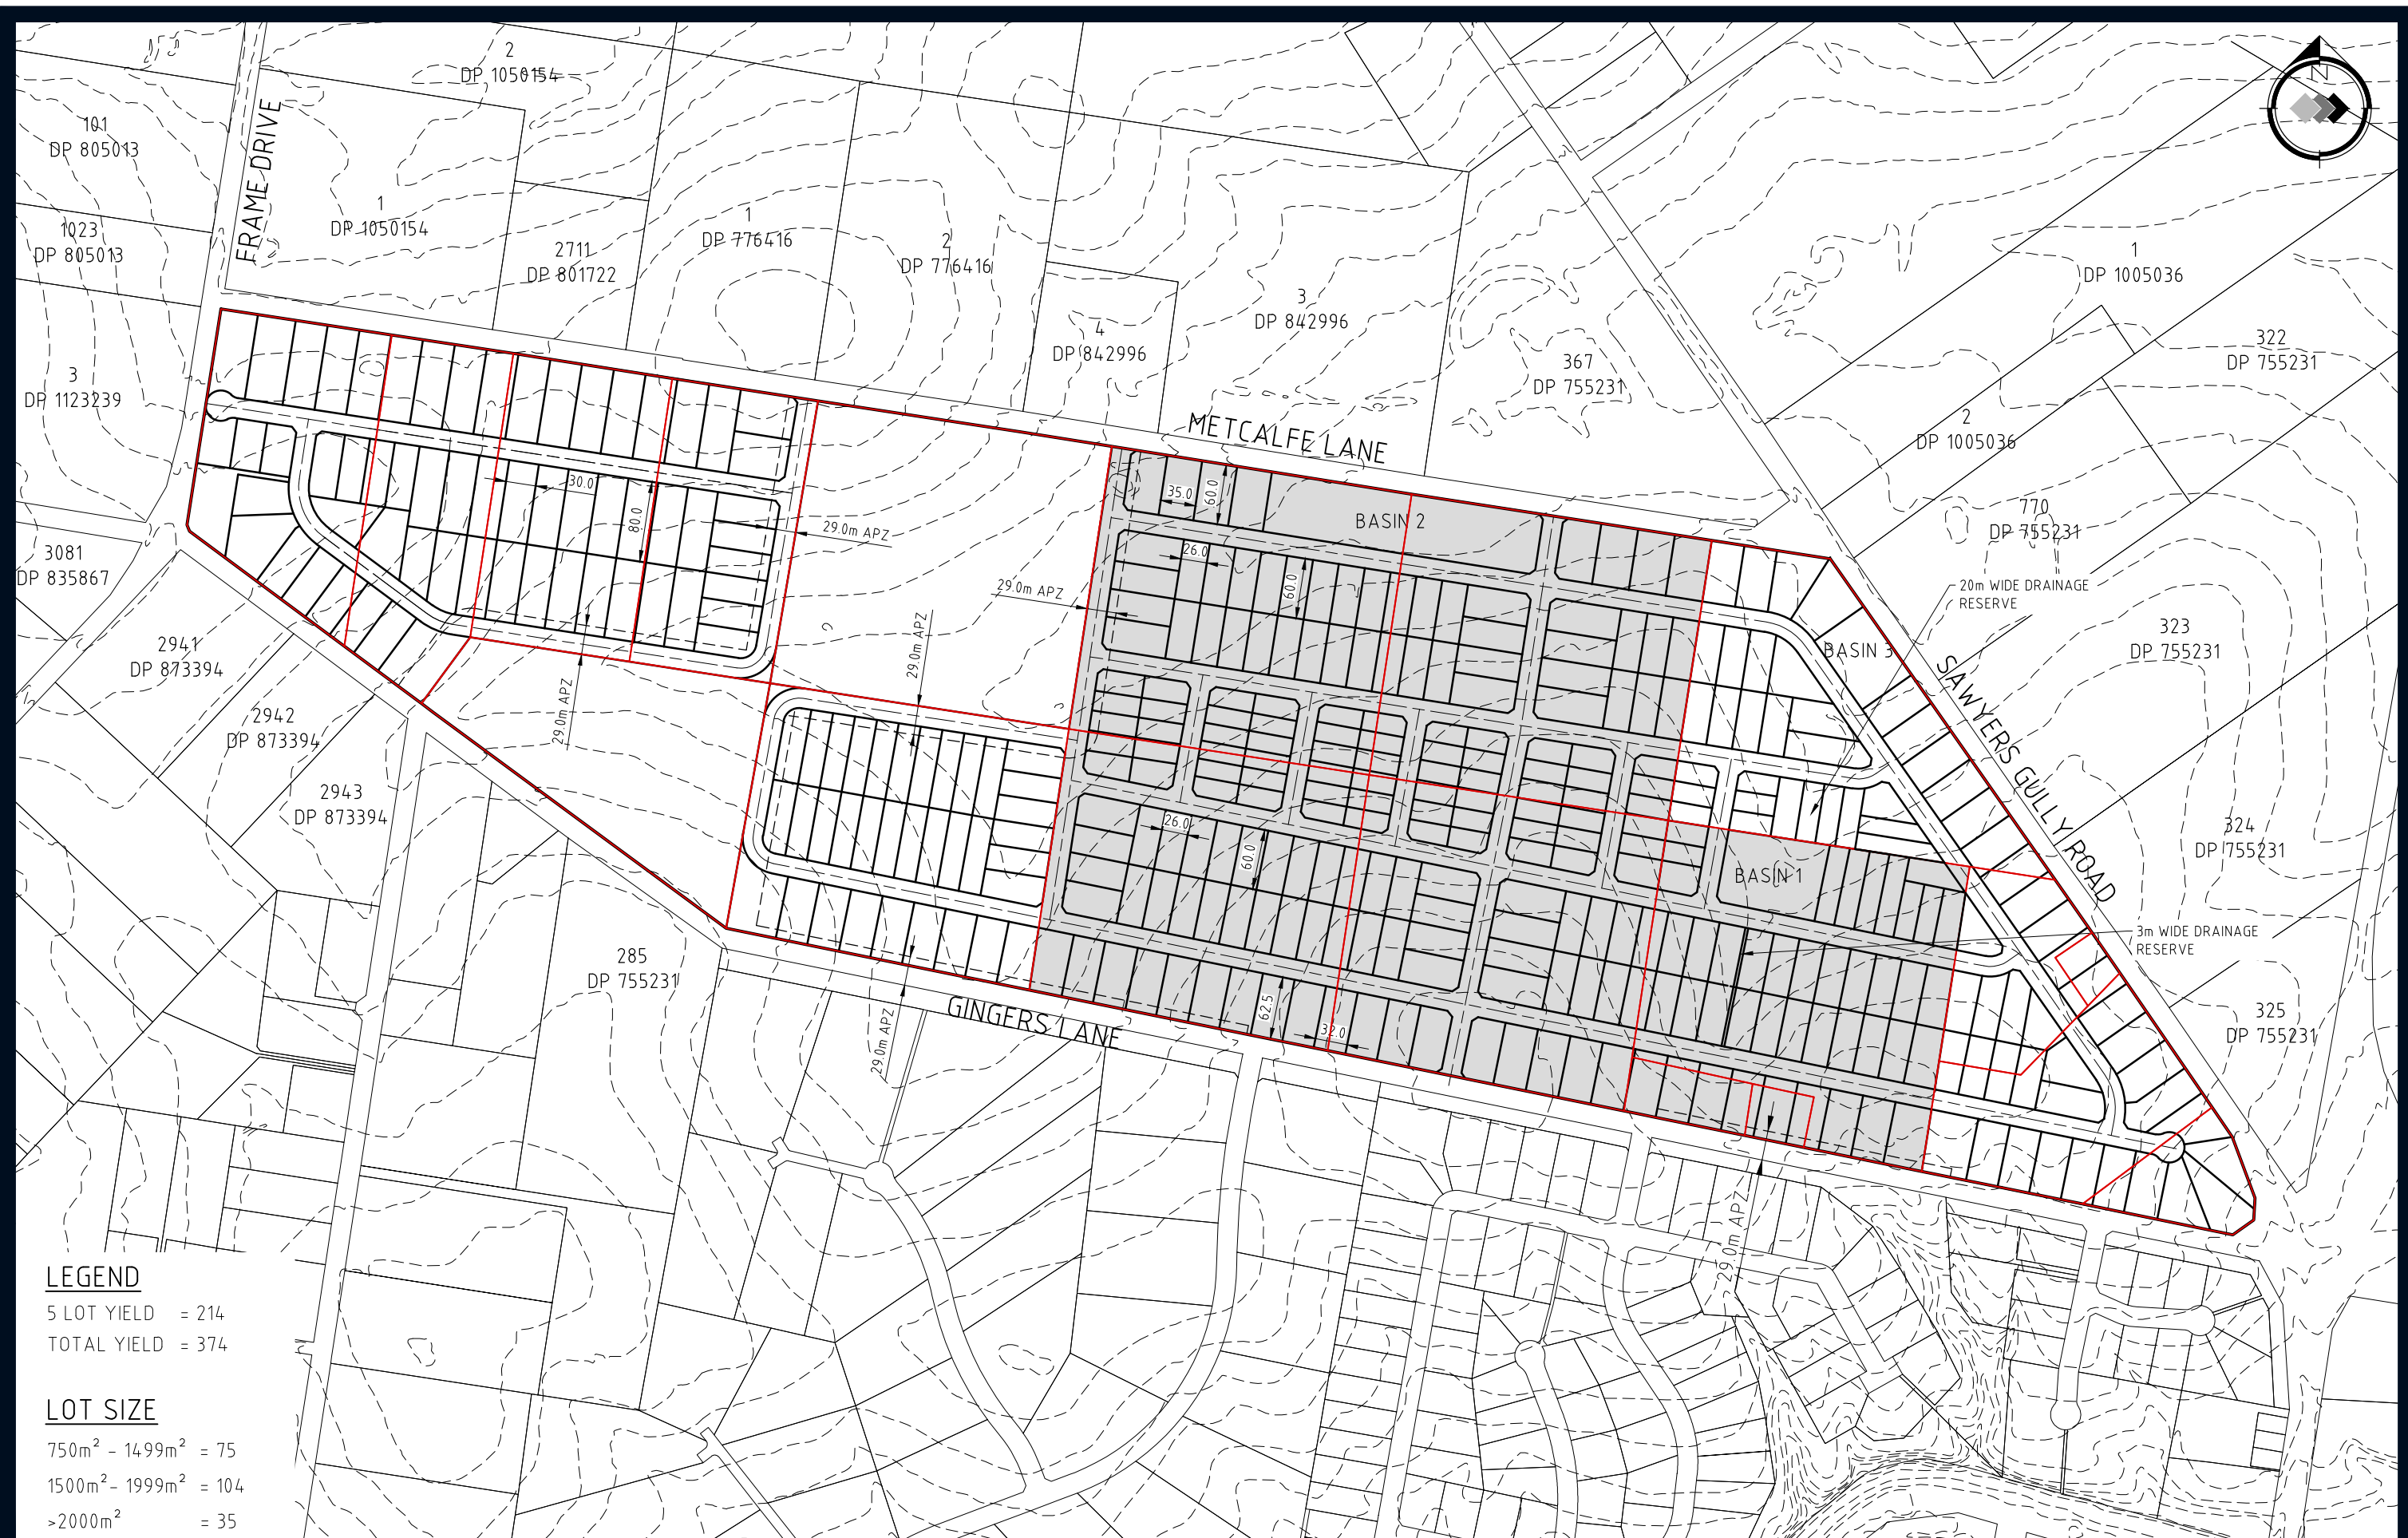 2
DP 1050154
101
DP 805013
FRAME DRIVE
1
DP 1050154
1023
DP 805013
2711
DP 801722
1
DP 776416
2
DP 776416
4
DP 842996
3
DP 842996
367
DP 755231
N
1
DP 1005036
322
DP 755231
2
DP 1005036
3
DP 1123239
METCALFE LANE
770
DP 755231
3081
DP 835867
30.0
80.0
29.0m APZ
35.0
60.0
BASIN 2
26.0
60.0
29.0m APZ
20m WIDE DRAINAGE
RESERVE
BASIN 3
323
DP 755231
2941
DP 873394
29.0m APZ
29.0m APZ
SAWYERS GULLY ROAD
2942
DP 873394
2943
DP 873394
26.0
60.0
BASIN 1
324
DP 755231
3m WIDE DRAINAGE
RESERVE
285
DP 755231
GINGERS LANE
29.0m APZ
62.5
32.0
325
DP 755231
29.0m APZ
LEGEND
5 LOT YIELD = 214
TOTAL YIELD = 374
LOT SIZE
750m² - 1499m² = 75
1500m² - 1999m² = 104
>2000m² = 35